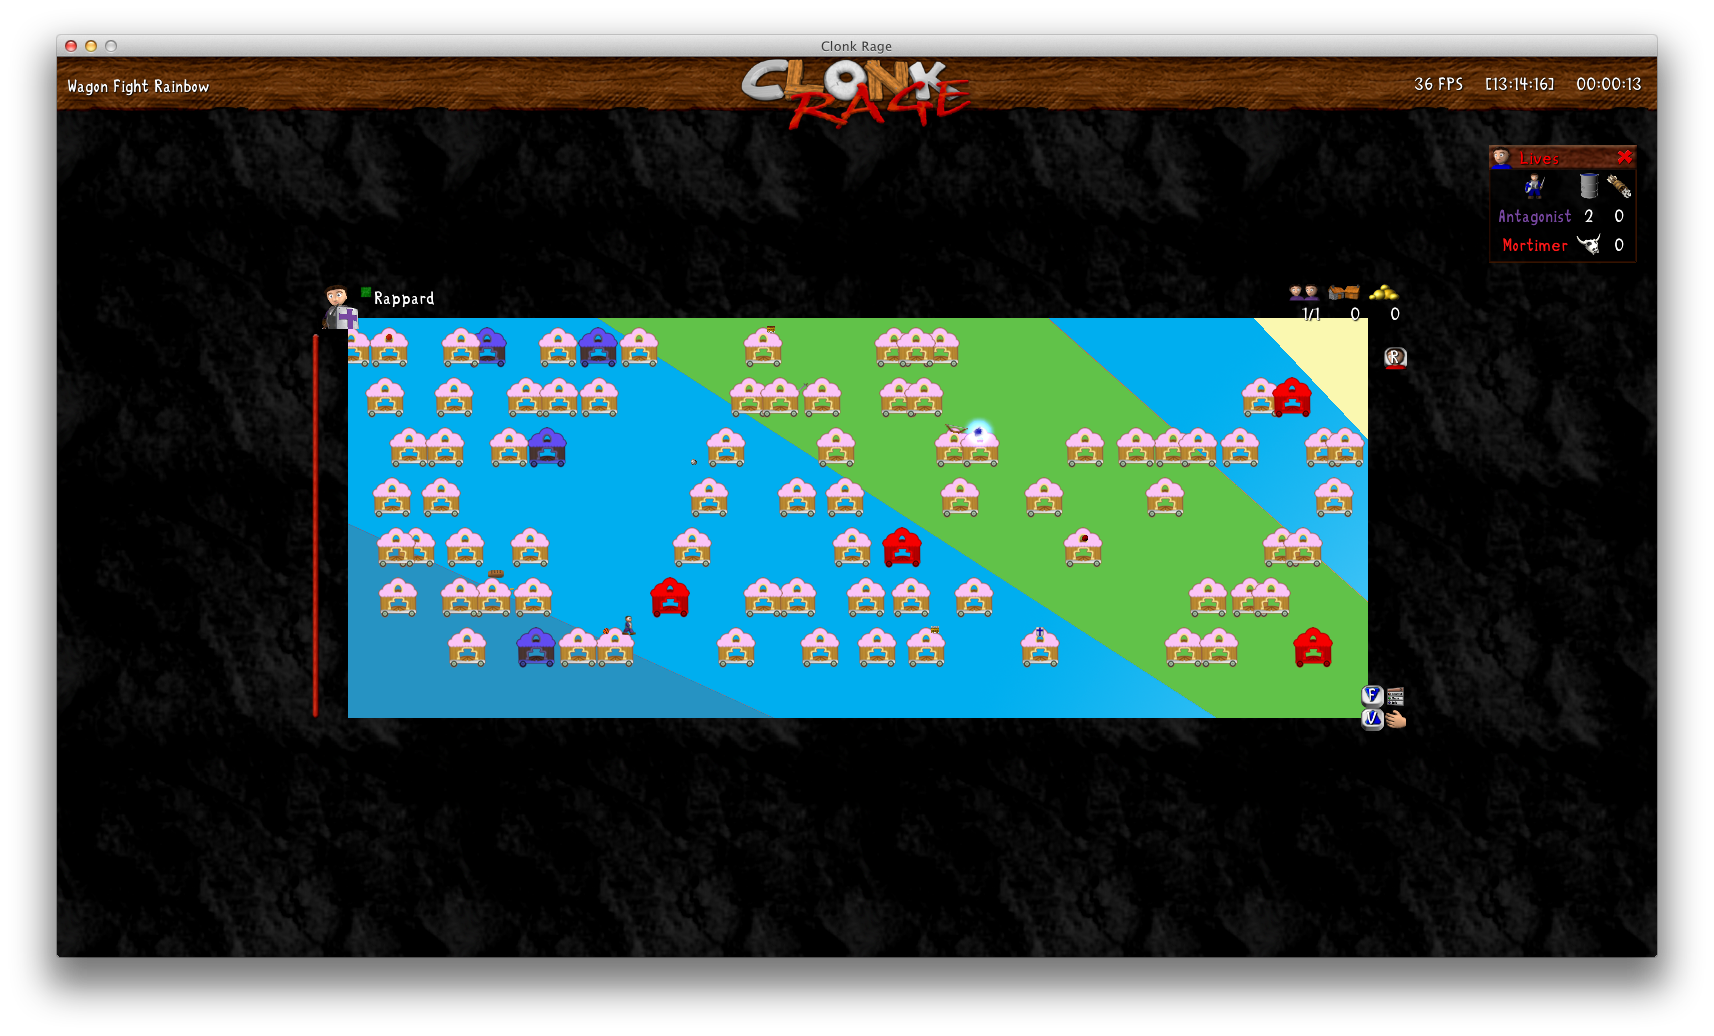 Clonk Rage
Wagon Fight Rainbow
CLONK
RAGE
36 FPS [13:14:16] 00:00:13
Lives
Antagonist 2 0
Mortimer 0
Rappard
1/1 0 0
R
F
V